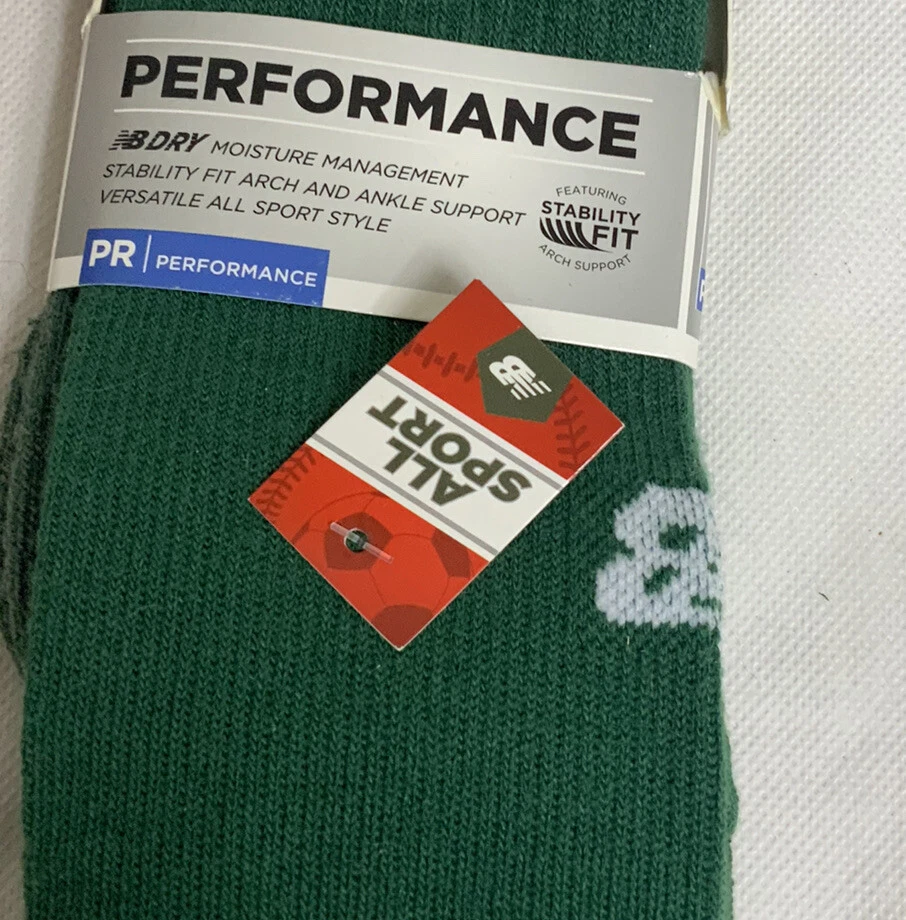 PERFORMANCE
NB DRY MOISTURE MANAGEMENT
STABILITY FIT ARCH AND ANKLE SUPPORT
VERSATILE ALL SPORT STYLE
PR | PERFORMANCE
FEATURING
STABILITY
FIT
ARCH SUPPORT
ALL
SPORT